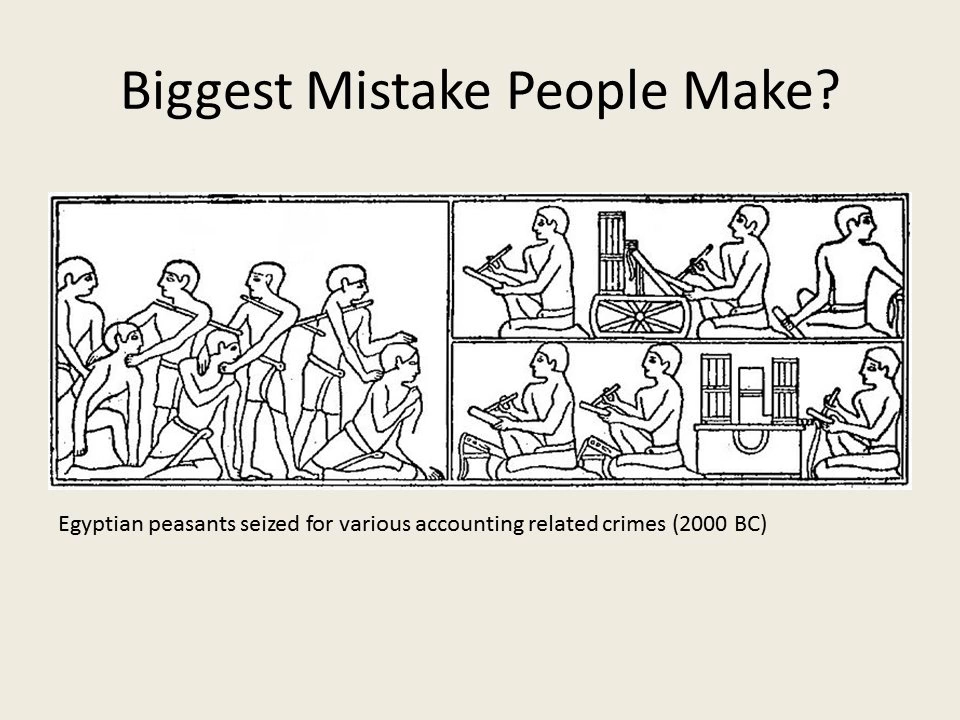 Biggest Mistake People Make?
Egyptian peasants seized for various accounting related crimes (2000 BC)